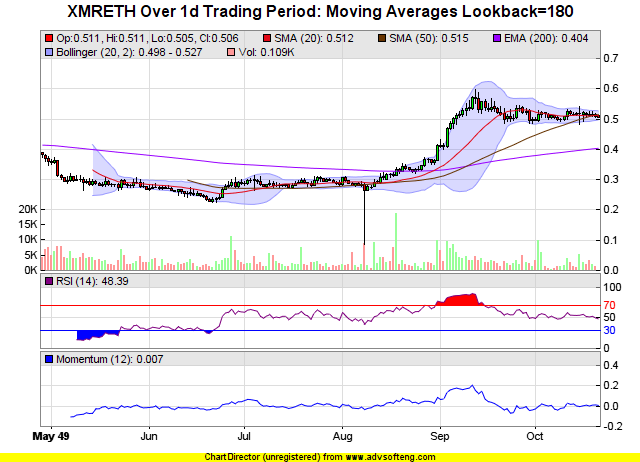 XMRETH Over 1d Trading Period: Moving Averages Lookback=180
Op:0.511, Hi:0.511, Lo:0.505, Cl:0.506 SMA (20): 0.512 SMA (50): 0.515 EMA (200): 0.404
Bollinger (20, 2): 0.498 - 0.527 Vol: 0.109K
0.7
0.6
0.5
0.4
0.3
0.2
0.1
0.0
20K
15K
10K
5K
0K
RSI (14): 48.39
100
70
50
30
0
Momentum (12): 0.007
0.4
0.2
0.0
-0.2
May 49 Jun Jul Aug Sep Oct
ChartDirector (unregistered) from www.advsofteng.com